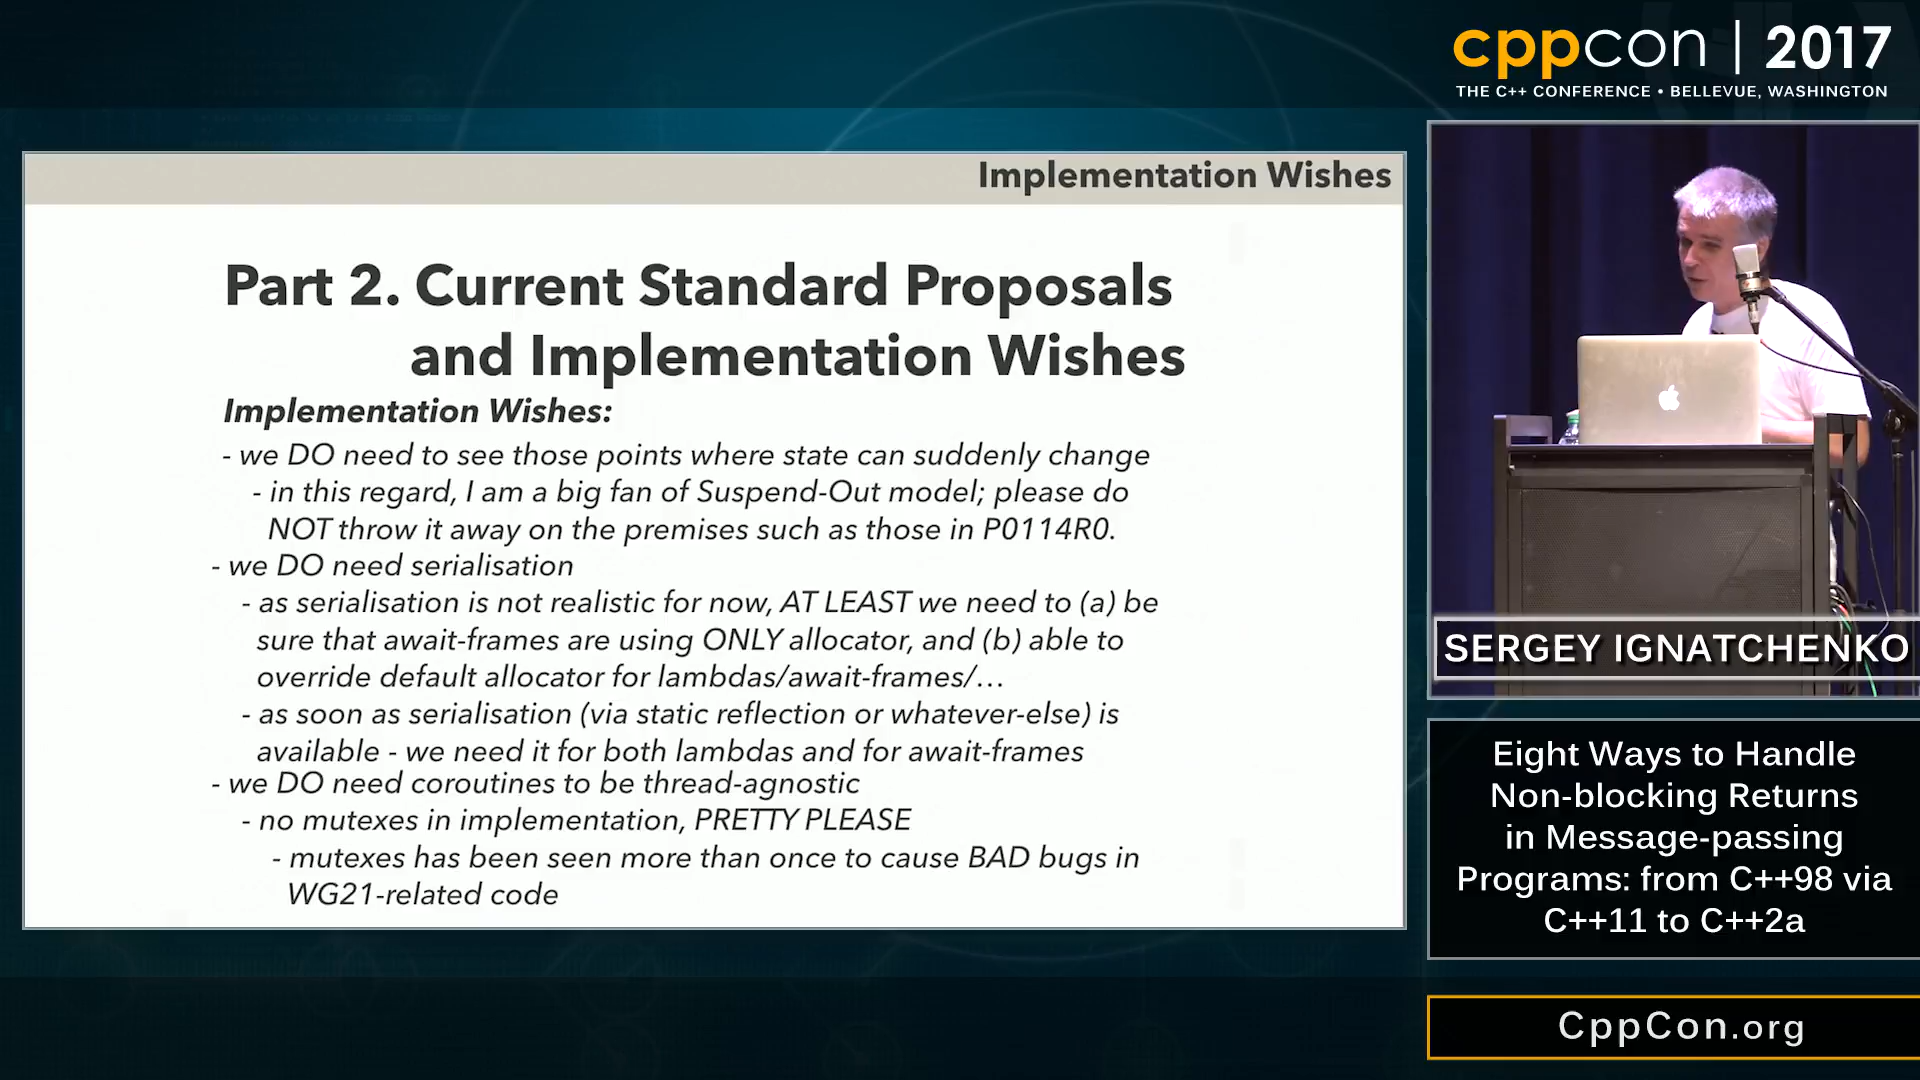 cppcon | 2017
THE C++ CONFERENCE • BELLEVUE, WASHINGTON
Implementation Wishes
Part 2. Current Standard Proposals
and Implementation Wishes
Implementation Wishes:
- we DO need to see those points where state can suddenly change
- in this regard, I am a big fan of Suspend-Out model; please do
NOT throw it away on the premises such as those in P0114R0.
- we DO need serialisation
- as serialisation is not realistic for now, AT LEAST we need to (a) be
sure that await-frames are using ONLY allocator, and (b) able to
override default allocator for lambdas/await-frames/…
- as soon as serialisation (via static reflection or whatever-else) is
available - we need it for both lambdas and for await-frames
- we DO need coroutines to be thread-agnostic
- no mutexes in implementation, PRETTY PLEASE
- mutexes has been seen more than once to cause BAD bugs in
WG21-related code
SERGEY IGNATCHENKO
Eight Ways to Handle
Non-blocking Returns
in Message-passing
Programs: from C++98 via
C++11 to C++2a
CppCon.org